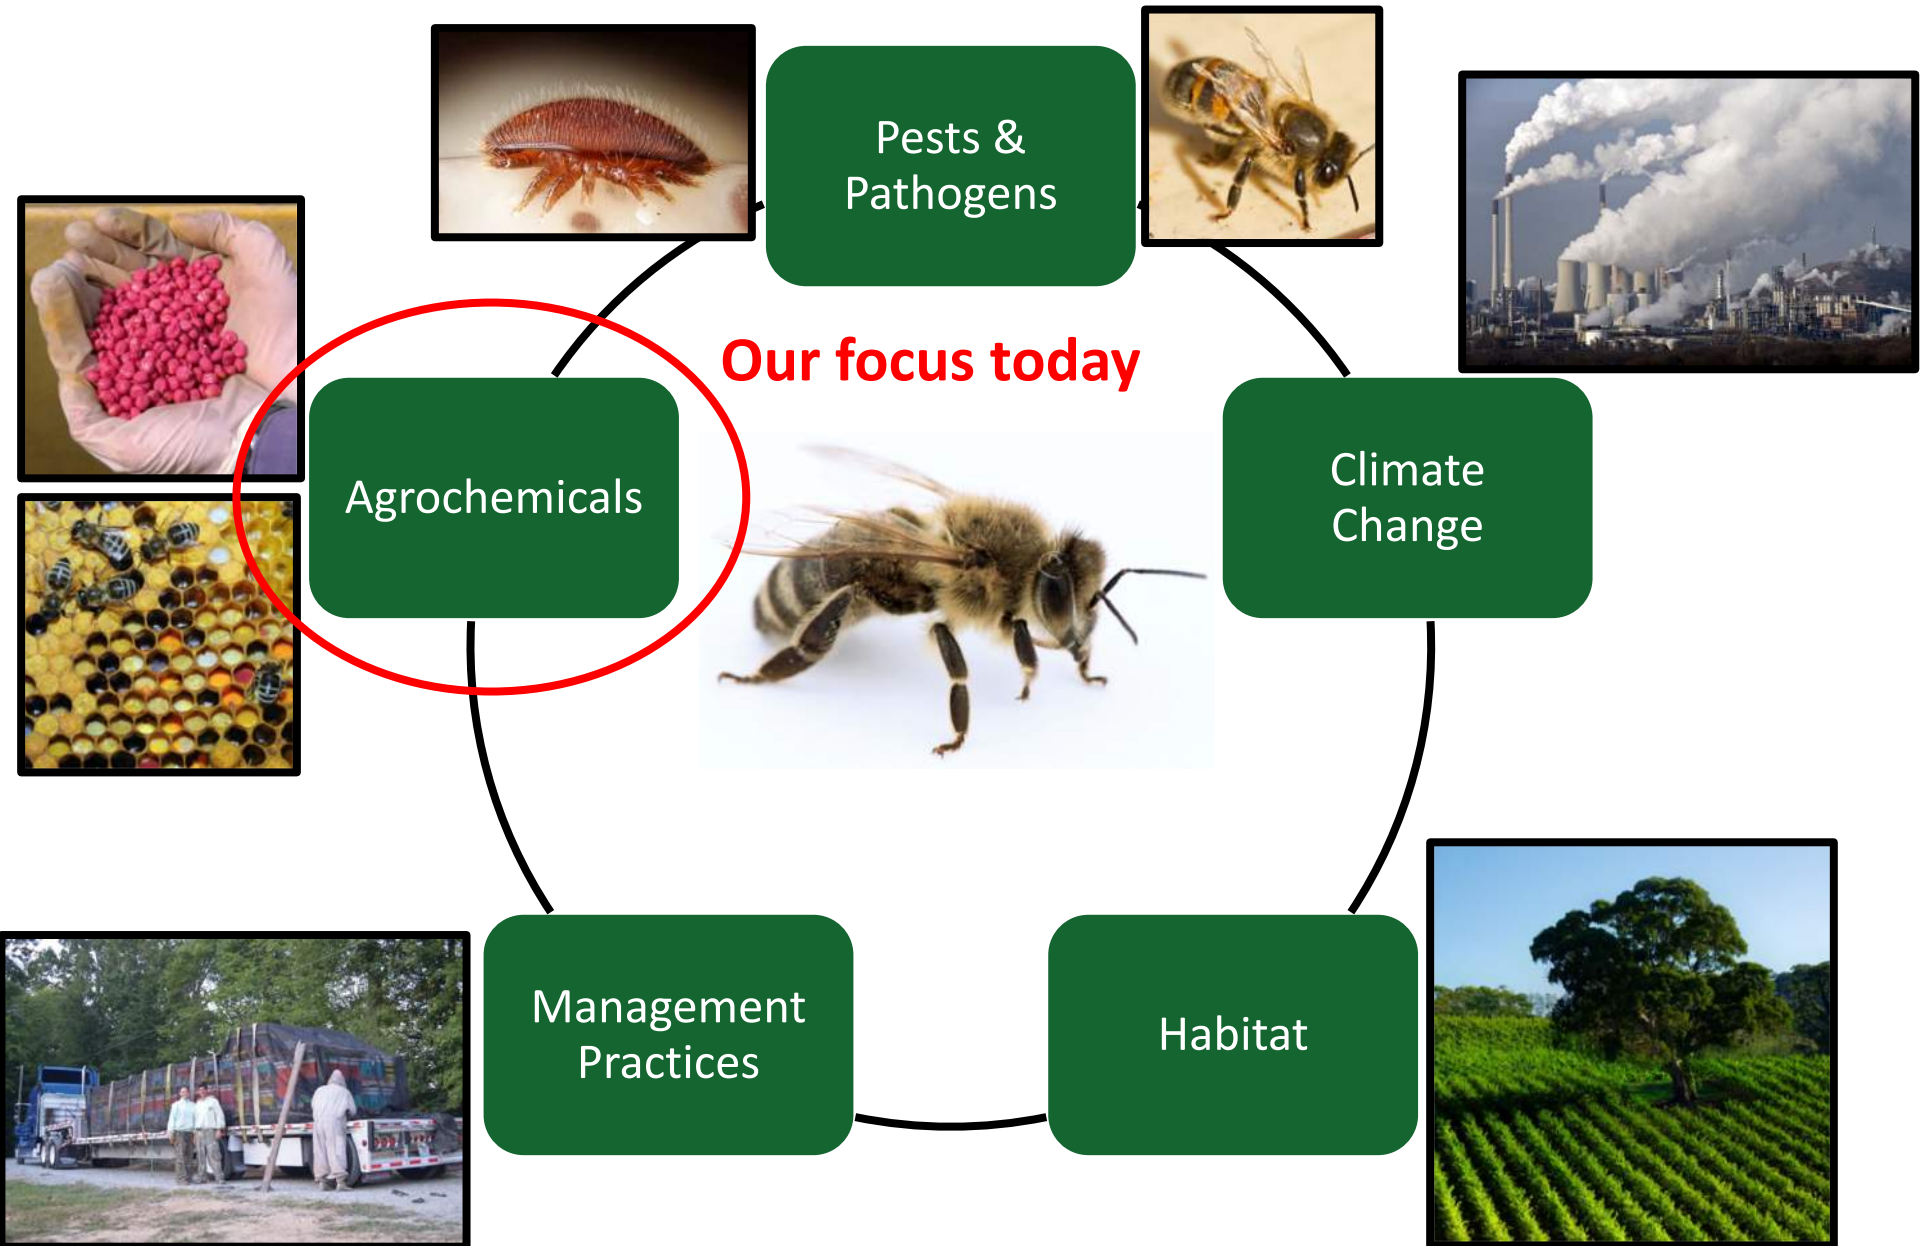 Pests &
Pathogens
Our focus today
Agrochemicals
Climate
Change
Management
Practices
Habitat